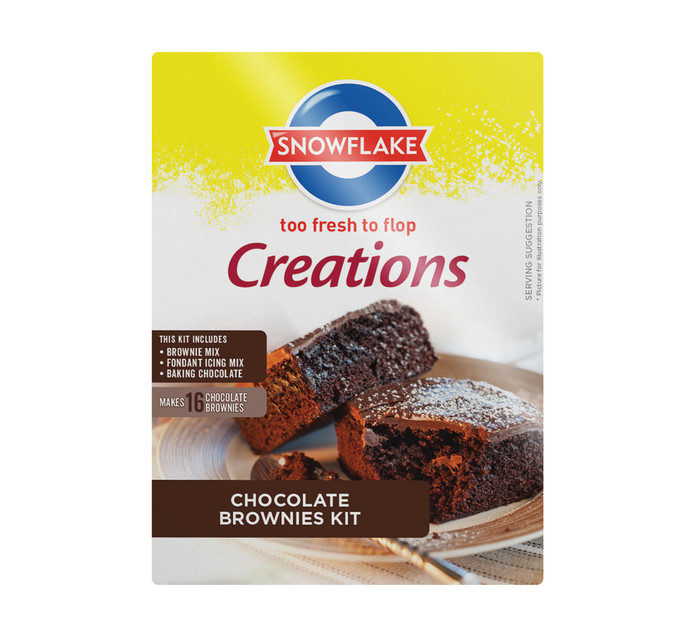 SNOWFLAKE
too fresh to flop
Creations
SERVING SUGGESTION
* Picture for illustration purposes only.
THIS KIT INCLUDES
• BROWNIE MIX
• FONDANT ICING MIX
• BAKING CHOCOLATE
MAKES 16 CHOCOLATE
BROWNIES
CHOCOLATE
BROWNIES KIT